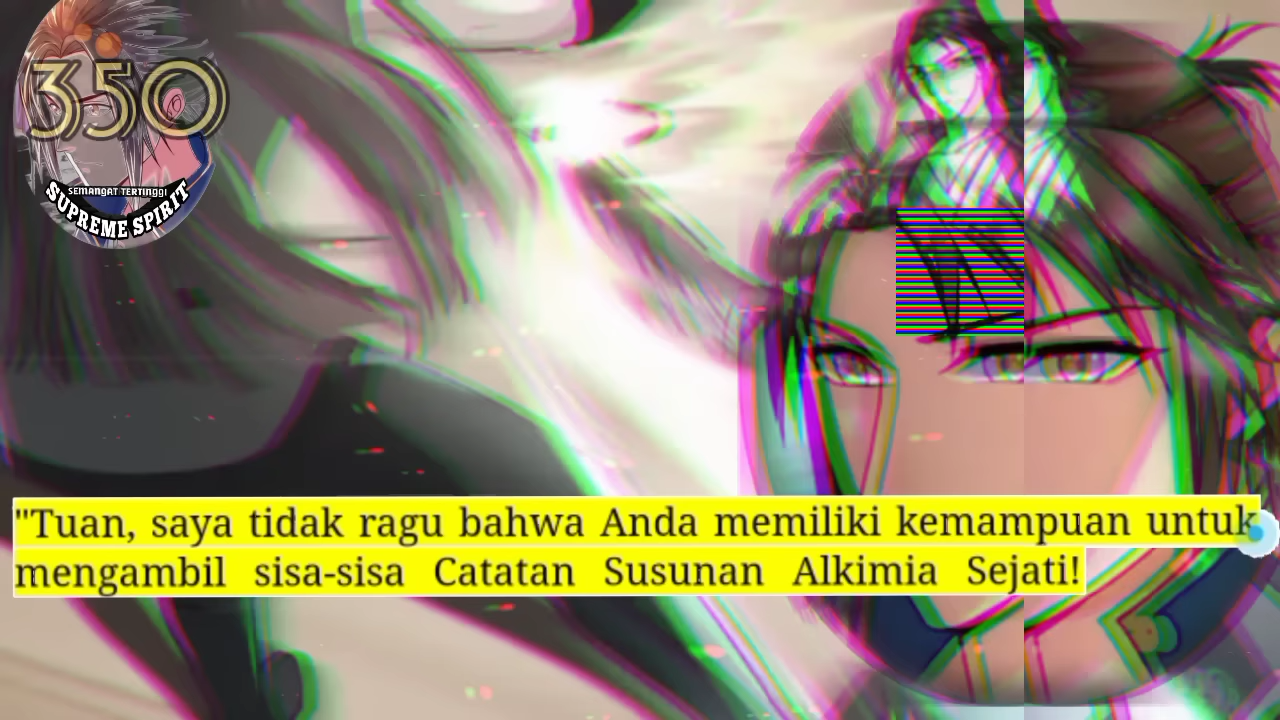 350
SEMANGAT TERTINGGI
SUPREME SPIRIT
"Tuan, saya tidak ragu bahwa Anda memiliki kemampuan untuk
mengambil sisa-sisa Catatan Susunan Alkimia Sejati!